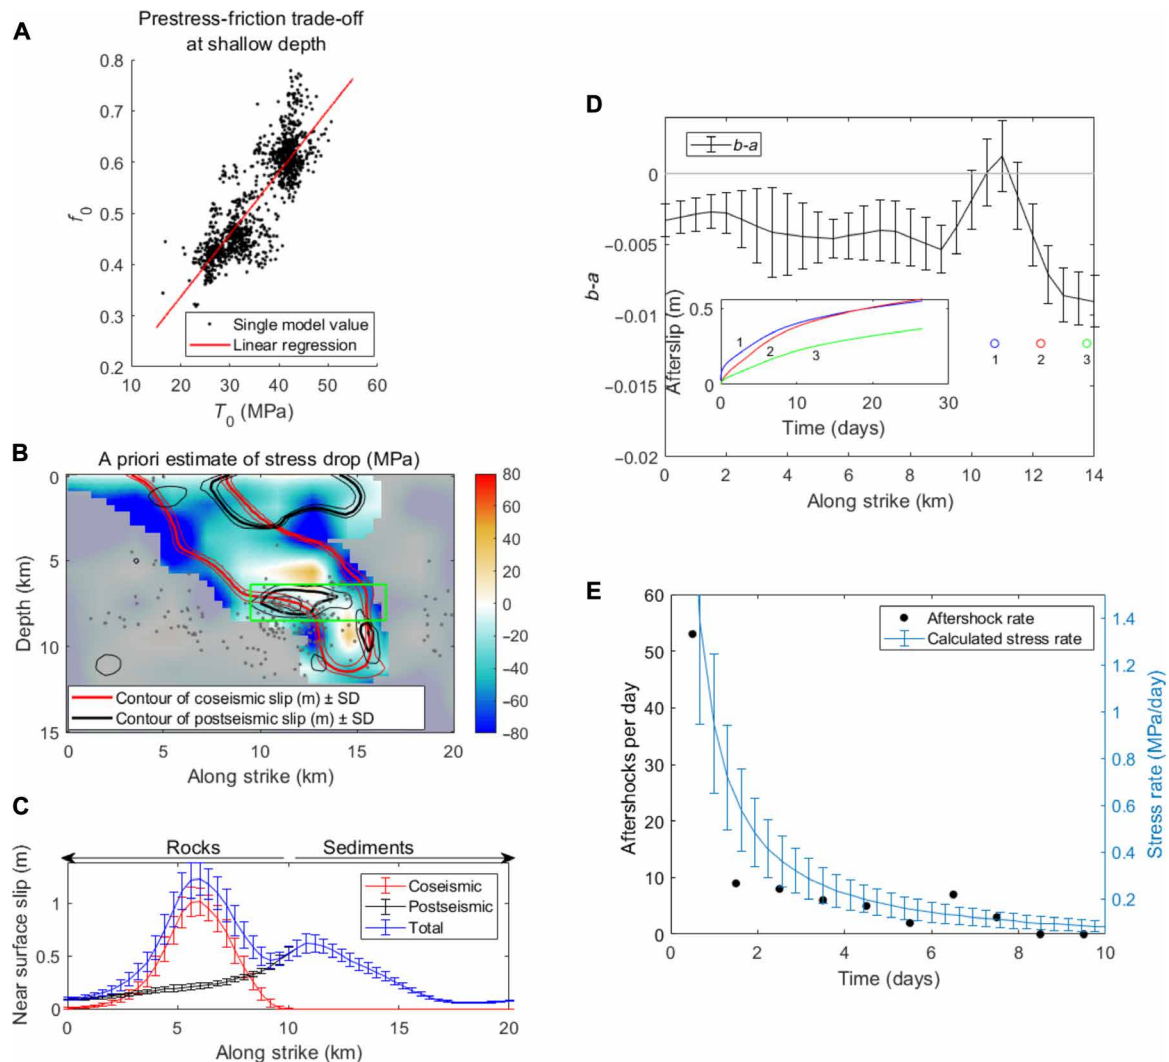 A
Prestress-friction trade-off
at shallow depth
0.8
0.7
0.6
0.5
0.4
0.3
0.2
f0
Single model value
Linear regression
10 20 30 40 50 60
T0 (MPa)
B
A priori estimate of stress drop (MPa)
0
5
10
15
Depth (km)
80
60
40
20
0
−20
−40
−60
−80
Contour of coseismic slip (m) ± SD
Contour of postseismic slip (m) ± SD
0 5 10 15 20
Along strike (km)
C
Rocks Sediments
Near surface slip (m)
1
0.5
0
Coseismic
Postseismic
Total
0 5 10 15 20
Along strike (km)
D
b-a
0
−0.005
−0.01
−0.015
−0.02
b-a
Afterslip (m)
0.5
0
1
2
3
0 10 20 30
Time (days)
1 2 3
0 2 4 6 8 10 12 14
Along strike (km)
E
60
50
40
30
20
10
0
Aftershocks per day
Aftershock rate
Calculated stress rate
1.4
1.2
1
0.8
0.6
0.4
0.2
Stress rate (MPa/day)
0 2 4 6 8 10
Time (days)